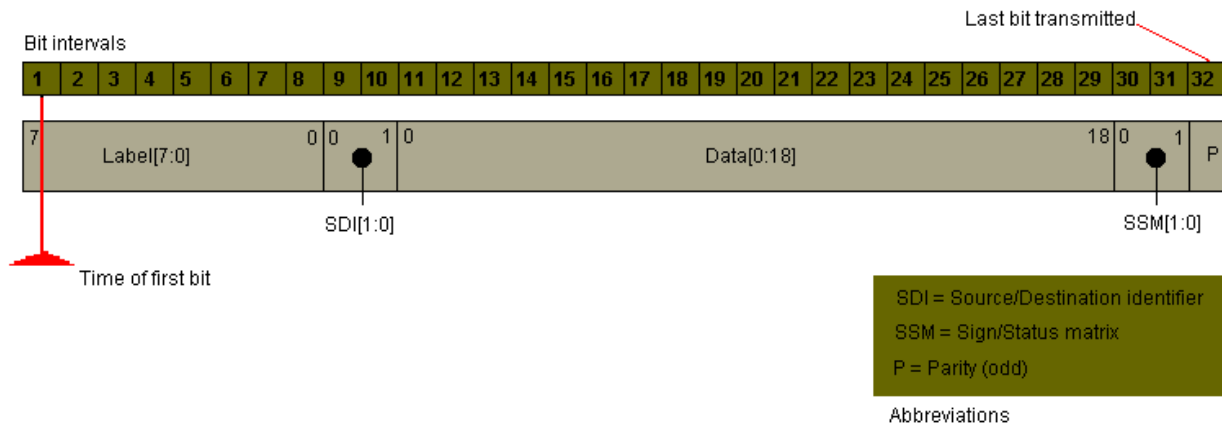 Last bit transmitted
Bit intervals
1 2 3 4 5 6 7 8 9 10 11 12 13 14 15 16 17 18 19 20 21 22 23 24 25 26 27 28 29 30 31 32
7 Label[7:0] 0 0 1 0 Data[0:18] 18 0 1 P
SDI[1:0] SSM[1:0]
Time of first bit
SDI = Source/Destination identifier
SSM = Sign/Status matrix
P = Parity (odd)
Abbreviations